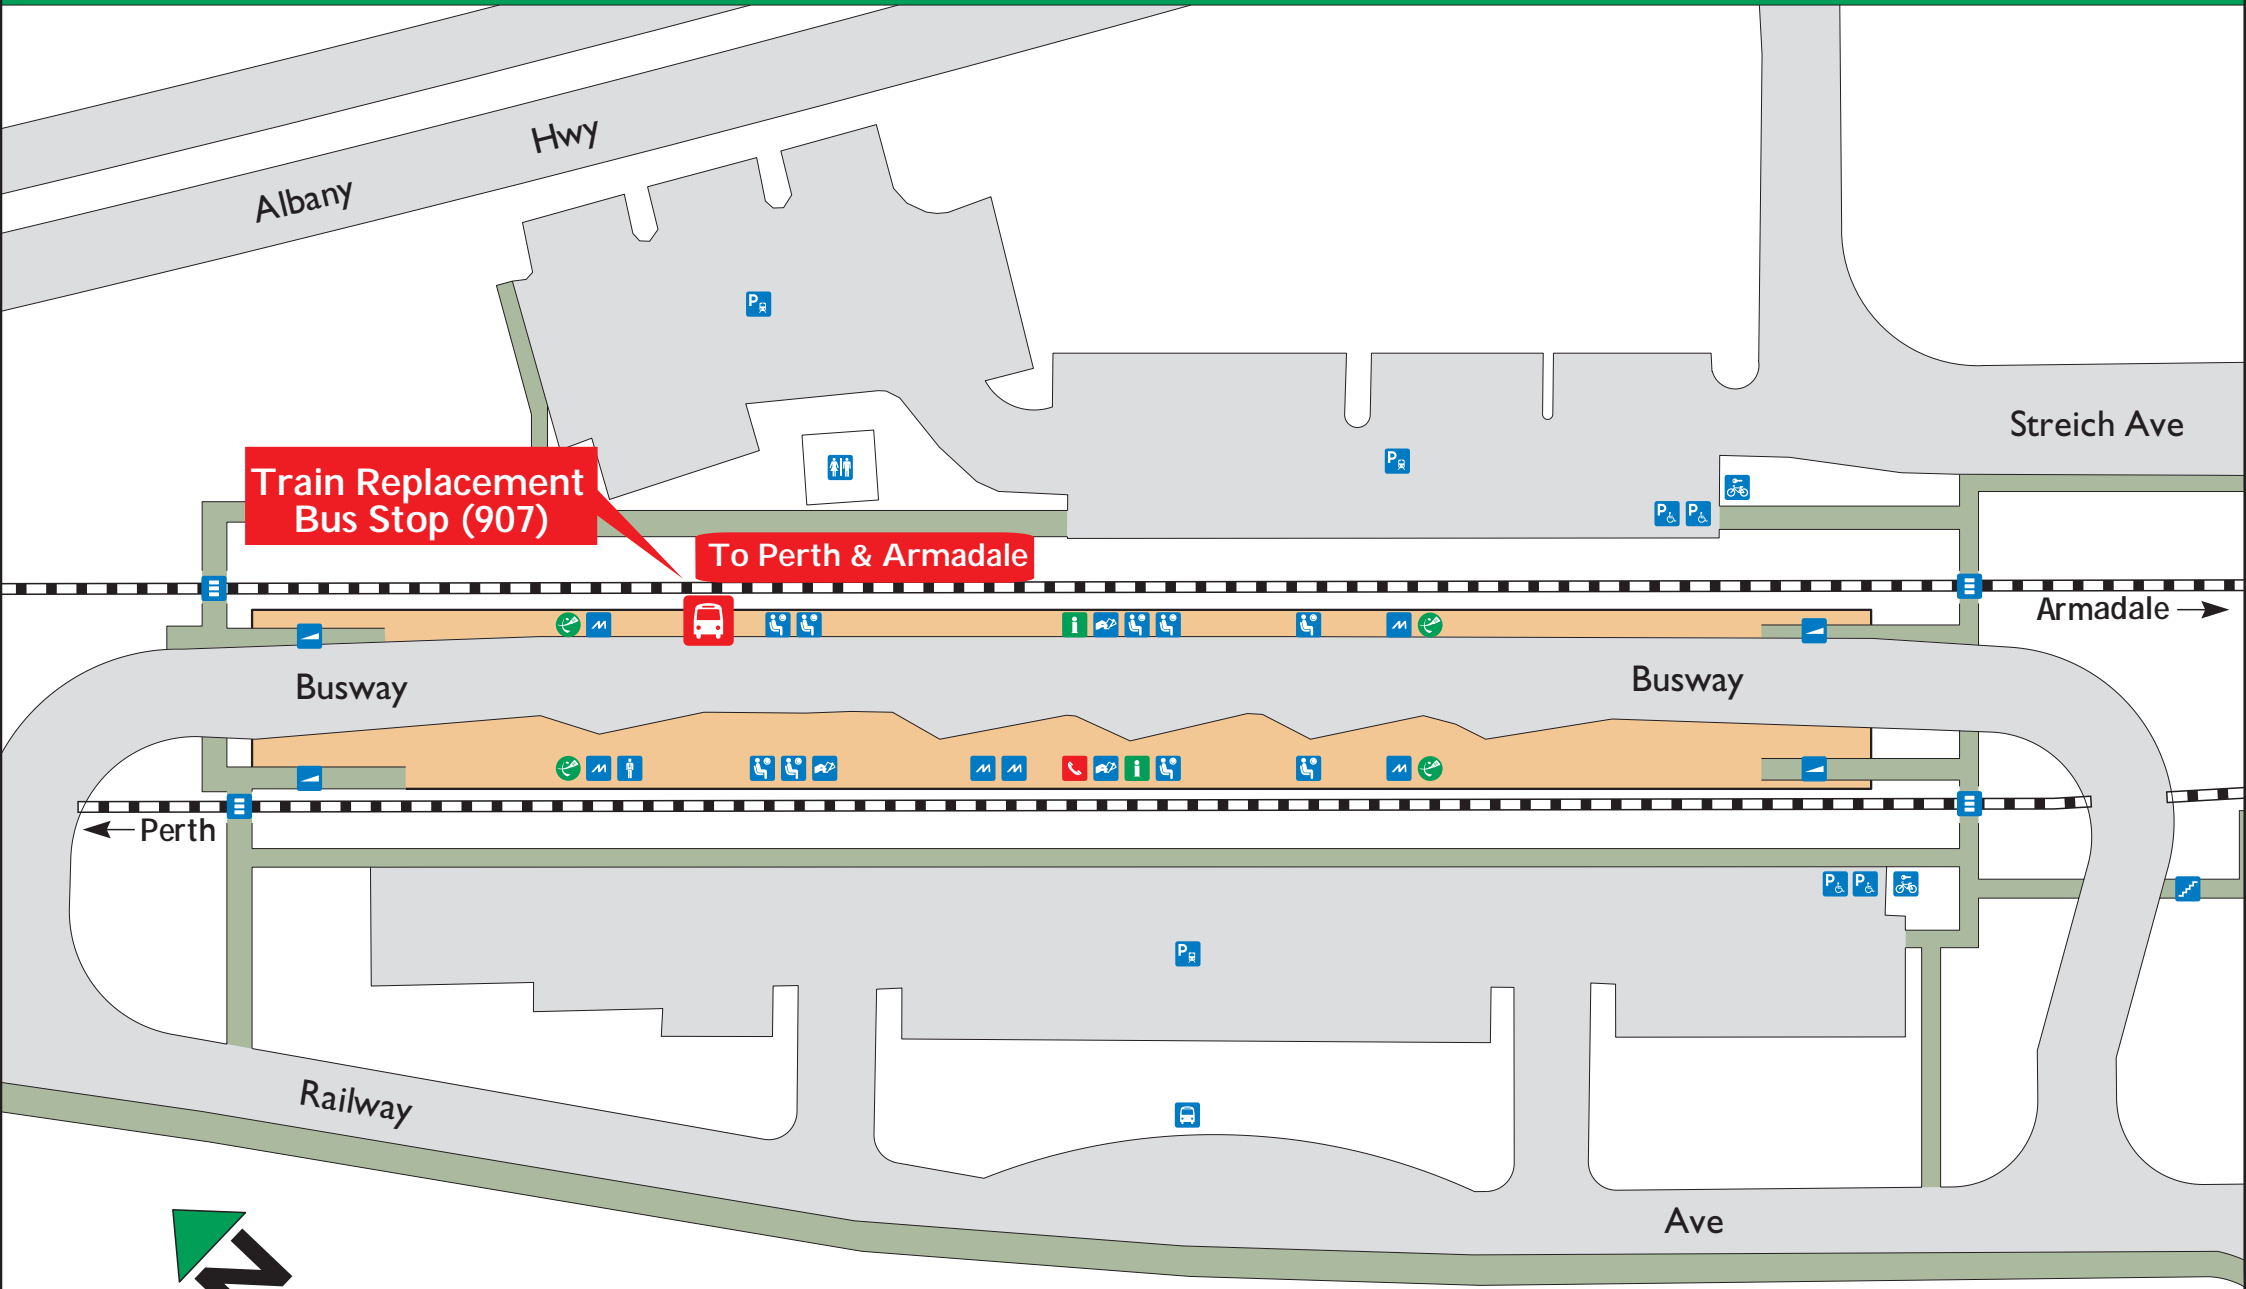 Hwy
Albany
Streich Ave
Train Replacement
Bus Stop (907)
To Perth & Armadale
Armadale
Busway
Busway
Perth
Railway
Ave
N